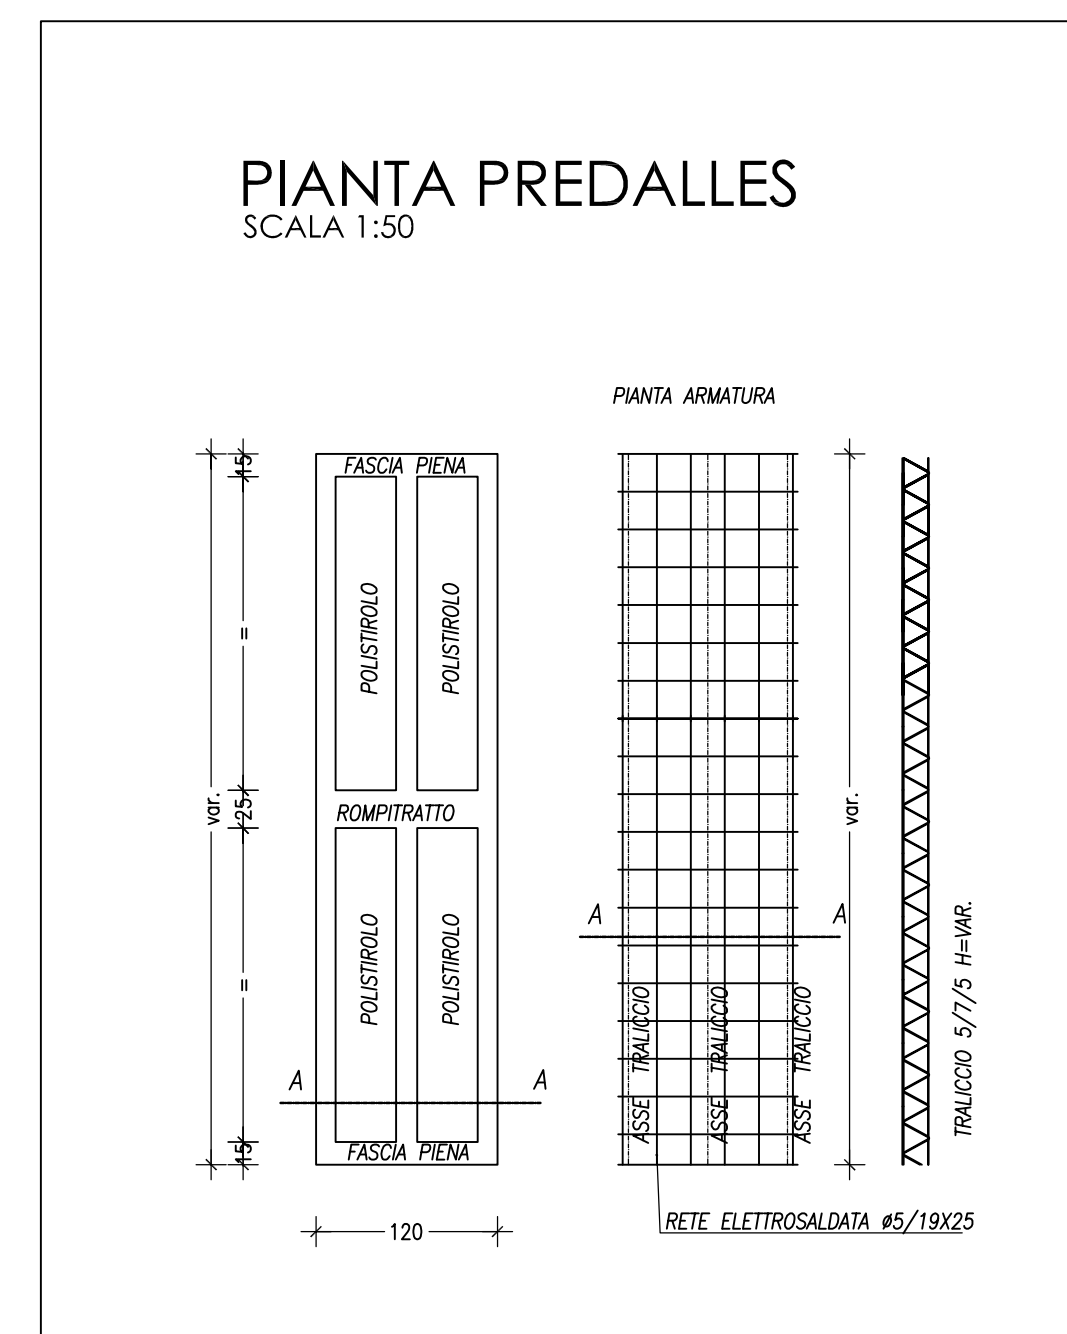 PIANTA PREDALLES
SCALA 1:50
PIANTA ARMATURA
15
FASCIA PIENA
=
POLISTIROLO
POLISTIROLO
var.
25
ROMPITRATTO
var.
=
POLISTIROLO
POLISTIROLO
A
A
ASSE TRALICCIO
ASSE TRALICCIO
ASSE TRALICCIO
TRALICCIO 5/7/5 H=VAR.
A
A
15
FASCIA PIENA
120
RETE ELETTROSALDATA ø5/19X25